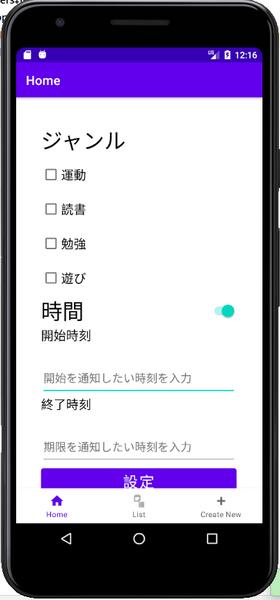 12:16
Home
ジャンル
運動
読書
勉強
遊び
時間
開始時刻
開始を通知したい時刻を入力
終了時刻
期限を通知したい時刻を入力
設定
Home
List
Create New